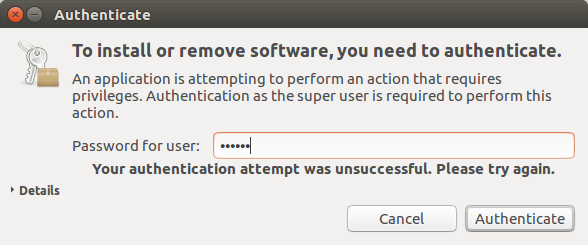 Authenticate
To install or remove software, you need to authenticate.
An application is attempting to perform an action that requires
privileges. Authentication as the super user is required to perform this
action.
Password for user: ••••••
Your authentication attempt was unsuccessful. Please try again.
Details
Cancel Authenticate